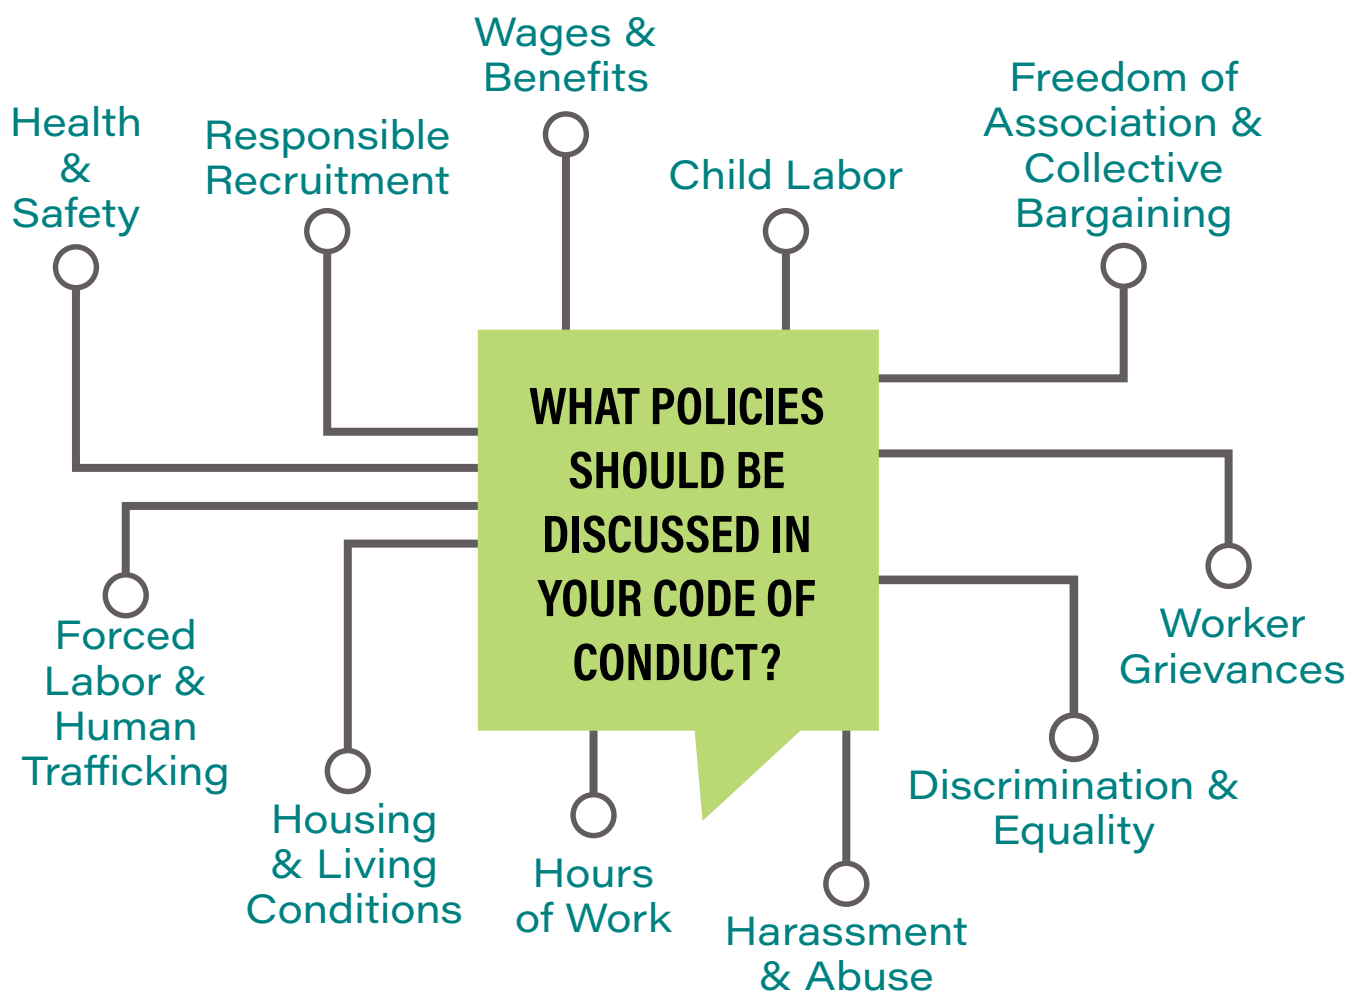 Wages &
Benefits
Freedom of
Association &
Collective
Bargaining
Health
&
Safety
Responsible
Recruitment
Child Labor
WHAT POLICIES
SHOULD BE
DISCUSSED IN
YOUR CODE OF
CONDUCT?
Forced
Labor &
Human
Trafficking
Worker
Grievances
Housing
& Living
Conditions
Hours
of Work
Discrimination &
Equality
Harassment
& Abuse